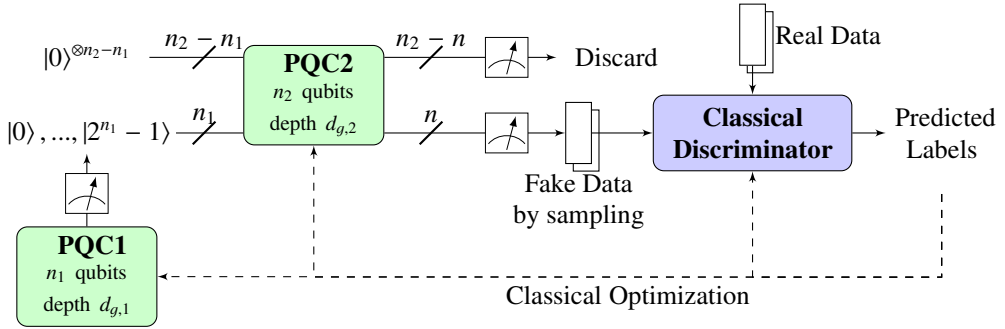 |0⟩^{⊗n₂−n₁}
n₂ − n₁
PQC2
n₂ qubits
depth d_{g,2}
n₂ − n
Discard
Real Data
|0⟩ , ..., |2^{n₁} − 1⟩
n₁
n
Fake Data
by sampling
Classical
Discriminator
Predicted
Labels
PQC1
n₁ qubits
depth d_{g,1}
Classical Optimization